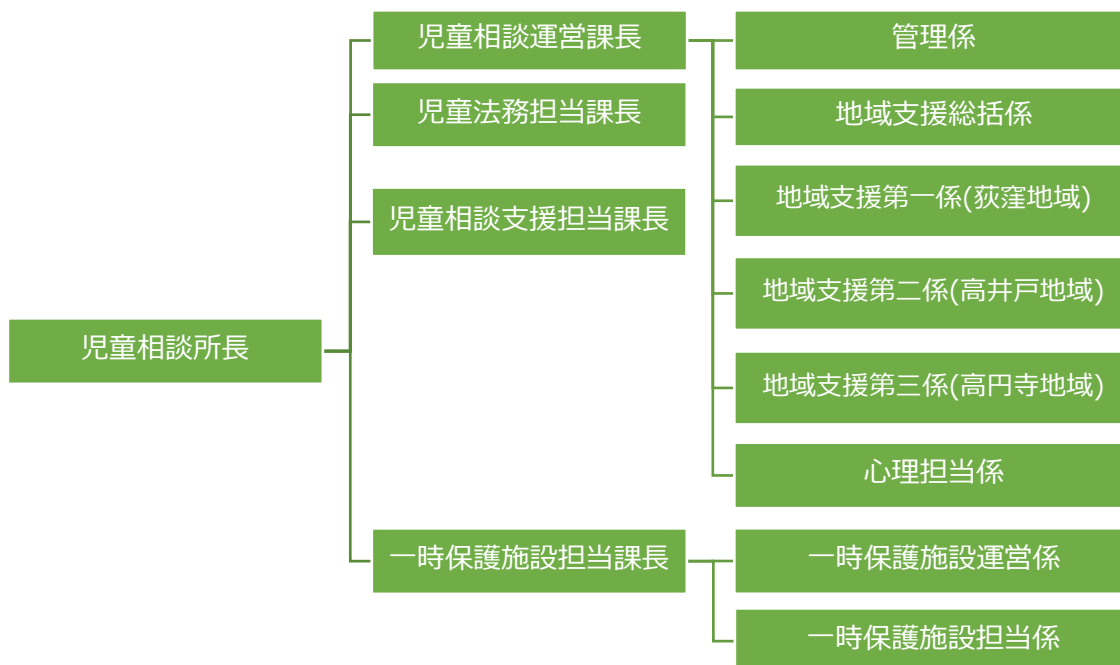 児童相談所長
児童相談運営課長
児童法務担当課長
児童相談支援担当課長
一時保護施設担当課長
管理係
地域支援総括係
地域支援第一係(荻窪地域)
地域支援第二係(高井戸地域)
地域支援第三係(高円寺地域)
心理担当係
一時保護施設運営係
一時保護施設担当係